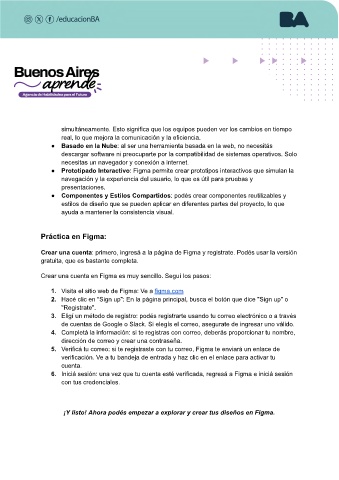 /educacionBA
BA
Buenos Aires
aprende
Agencia de Habilidades para el Futuro
simultáneamente. Esto significa que los equipos pueden ver los cambios en tiempo
real, lo que mejora la comunicación y la eficiencia.
● Basado en la Nube: al ser una herramienta basada en la web, no necesitás
descargar software ni preocuparte por la compatibilidad de sistemas operativos. Solo
necesitas un navegador y conexión a Internet.
● Prototipado Interactivo: Figma permite crear prototipos interactivos que simulan la
navegación y la experiencia del usuario, lo que es útil para pruebas y
presentaciones.
● Componentes y Estilos Compartidos: podés crear componentes reutilizables y
estilos de diseño que se pueden aplicar en diferentes partes del proyecto, lo que
ayuda a mantener la consistencia visual.
Práctica en Figma:
Crear una cuenta: primero, ingresá a la página de Figma y registrate. Podés usar la versión
gratuita, que es bastante completa.
Crear una cuenta en Figma es muy sencillo. Seguí los pasos:
1. Visita el sitio web de Figma: Ve a figma.com.
2. Hacé clic en "Sign up": En la página principal, busca el botón que dice "Sign up" o
"Regístrate".
3. Elegí un método de registro: podés registrarte usando tu correo electrónico o a través
de cuentas de Google o Slack. Si elegís el correo, asegurate de ingresar uno válido.
4. Completá la información: si te registras con correo, deberás proporcionar tu nombre,
dirección de correo y crear una contraseña.
5. Verificá tu correo: si te registraste con tu correo, Figma te enviará un enlace de
verificación. Ve a tu bandeja de entrada y haz clic en el enlace para activar tu
cuenta.
6. Iniciá sesión: una vez que tu cuenta esté verificada, regresá a Figma e iniciá sesión
con tus credenciales.
¡Y listo! Ahora podés empezar a explorar y crear tus diseños en Figma.